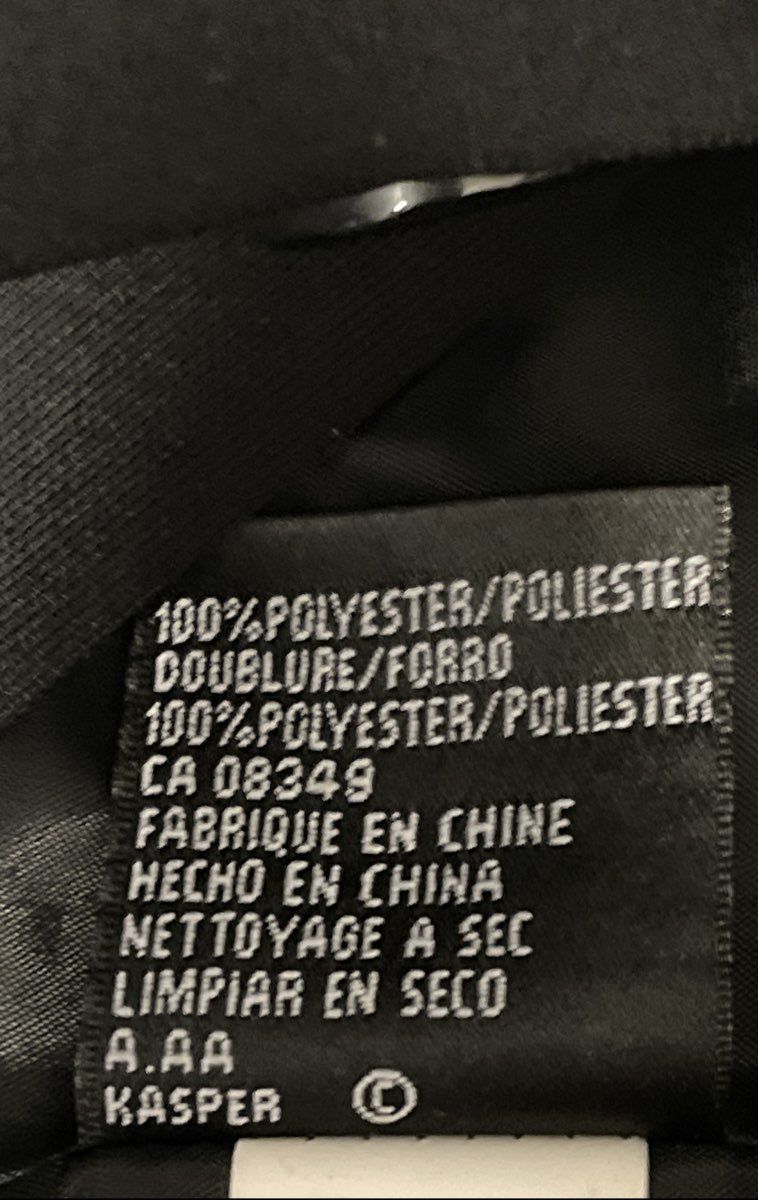 100%POLYESTER/POLIESTER
DOUBLURE/FORRO
100%POLYESTER/POLIESTER
CA 08349
FABRIQUE EN CHINE
HECHO EN CHINA
NETTOYAGE A SEC
LIMPIAR EN SECO
A.AA
KASPER ©